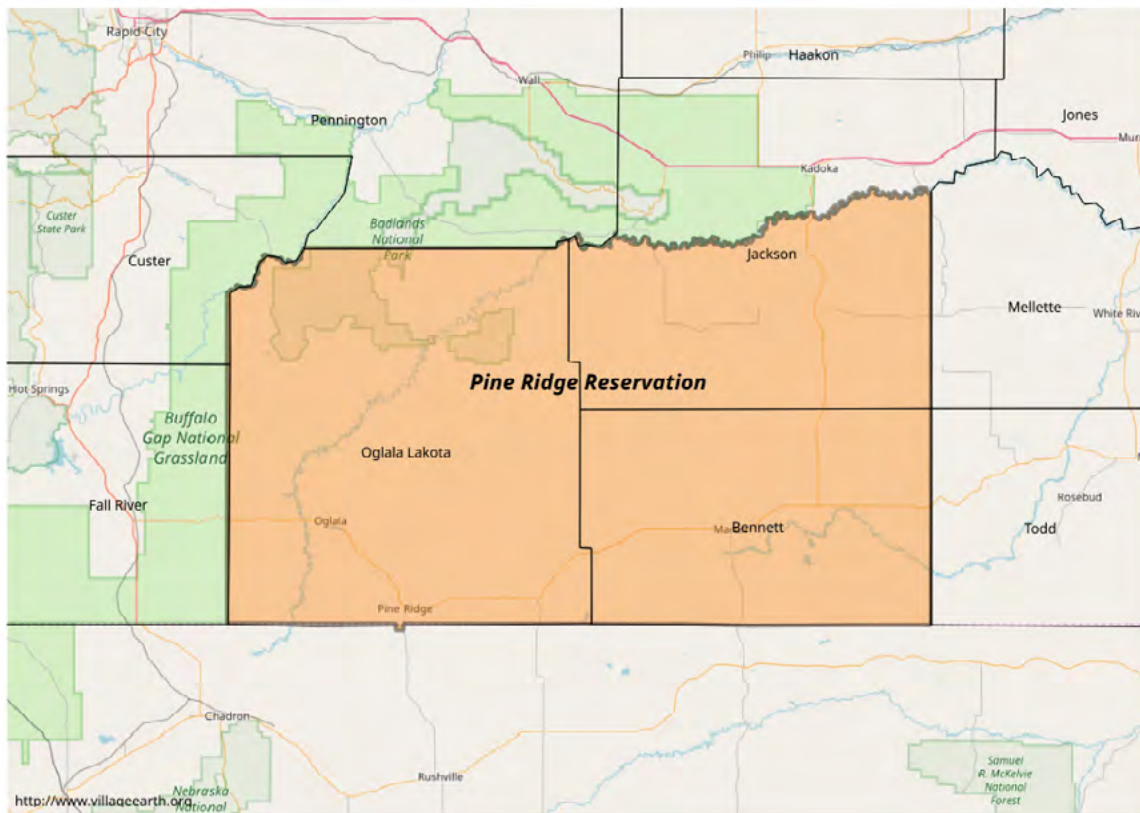 Rapid City
Haakon
Philip
Wall
Pennington
Jones
Kadoka
Custer
State Park
Badlands
National
Park
Custer
Jackson
Mellette
White Riv
Hot Springs
Pine Ridge Reservation
Buffalo
Gap National
Grassland
Oglala Lakota
Fall River
Rosebud
Oglala
Bennett
Todd
Pine Ridge
Chadron
Rushville
Samuel
R. McKelvie
National
Forest
Nebraska
National
http://www.villageearth.org